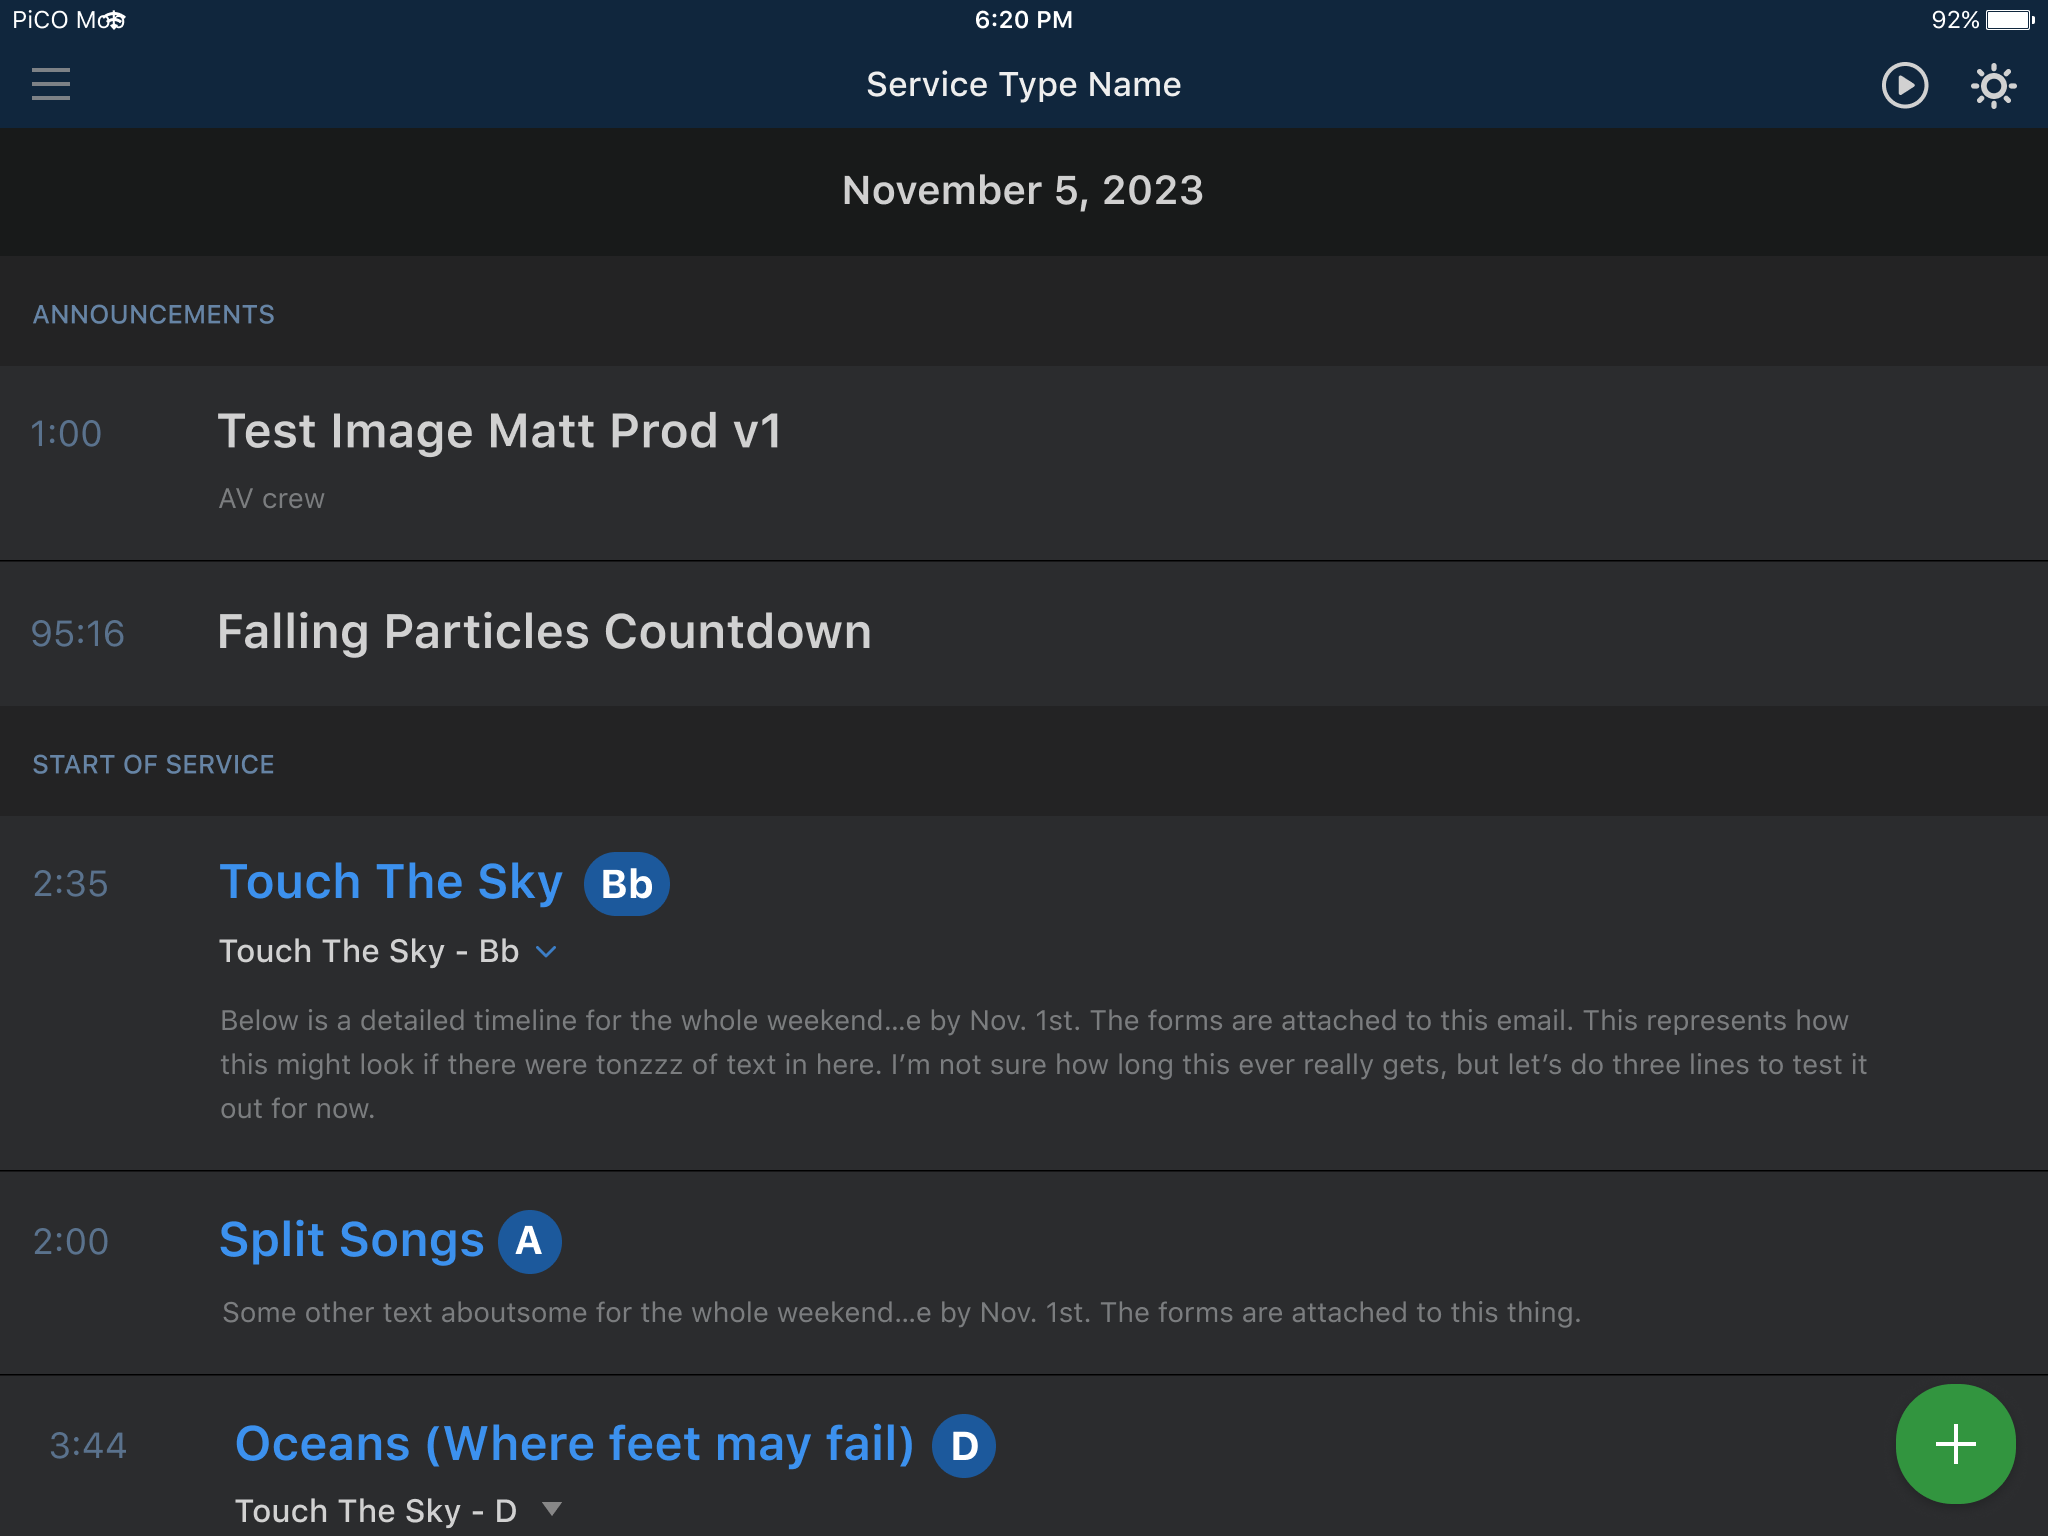 PiCO Mob
6:20 PM
92%
Service Type Name
November 5, 2023
ANNOUNCEMENTS
1:00
Test Image Matt Prod v1
AV crew
95:16
Falling Particles Countdown
START OF SERVICE
2:35
Touch The Sky Bb
Touch The Sky - Bb
Below is a detailed timeline for the whole weekend...e by Nov. 1st. The forms are attached to this email. This represents how
this might look if there were tonzzz of text in here. I’m not sure how long this ever really gets, but let’s do three lines to test it
out for now.
2:00
Split Songs A
Some other text aboutsome for the whole weekend...e by Nov. 1st. The forms are attached to this thing.
3:44
Oceans (Where feet may fail) D
Touch The Sky - D